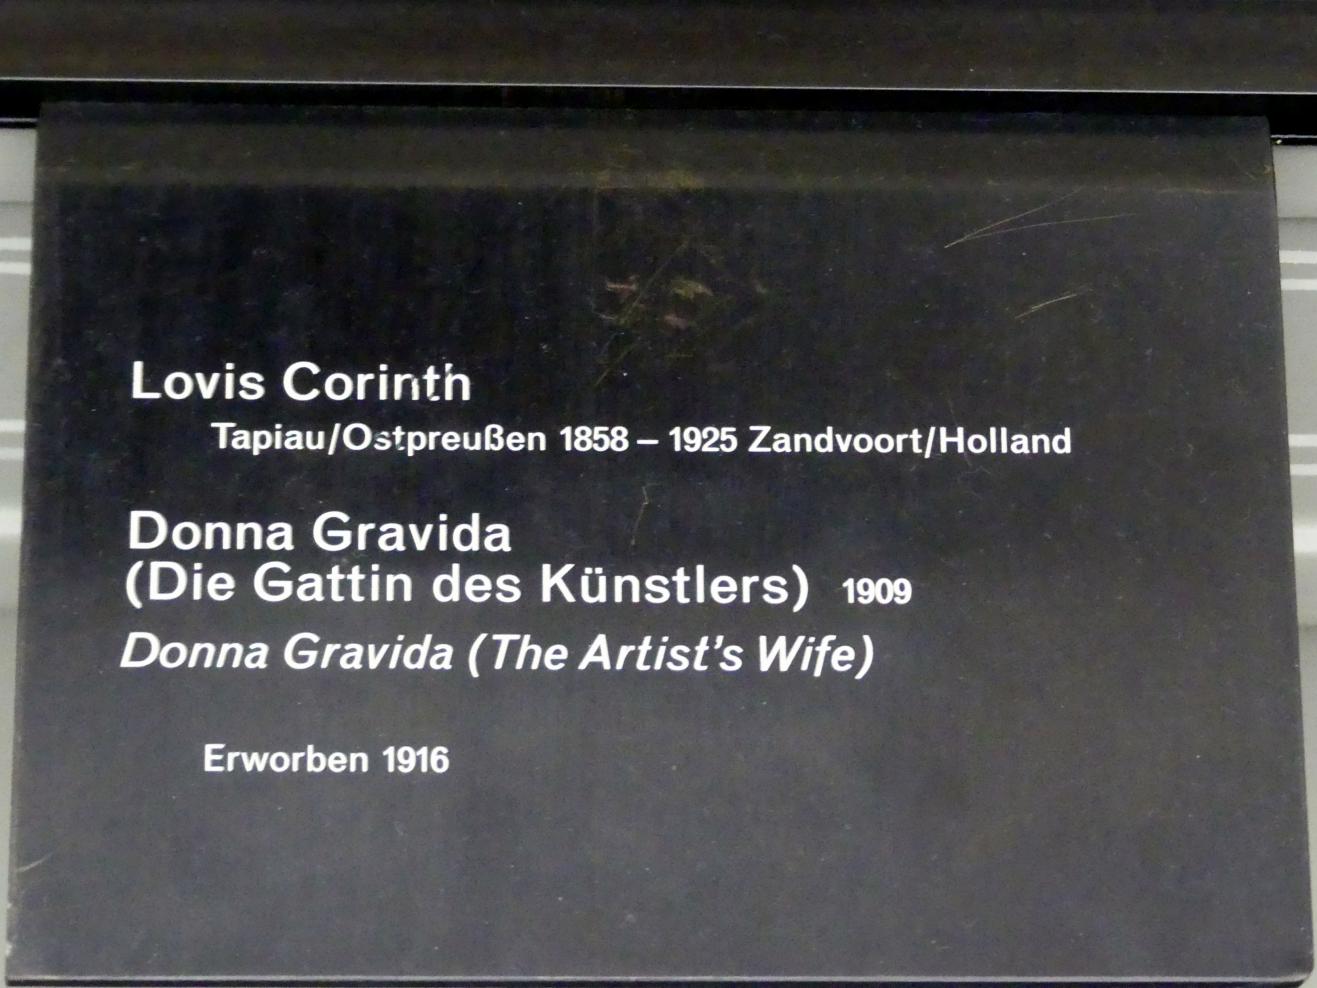 Lovis Corinth
Tapiau/Ostpreußen 1858 – 1925 Zandvoort/Holland
Donna Gravida
(Die Gattin des Künstlers) 1909
Donna Gravida (The Artist's Wife)
Erworben 1916